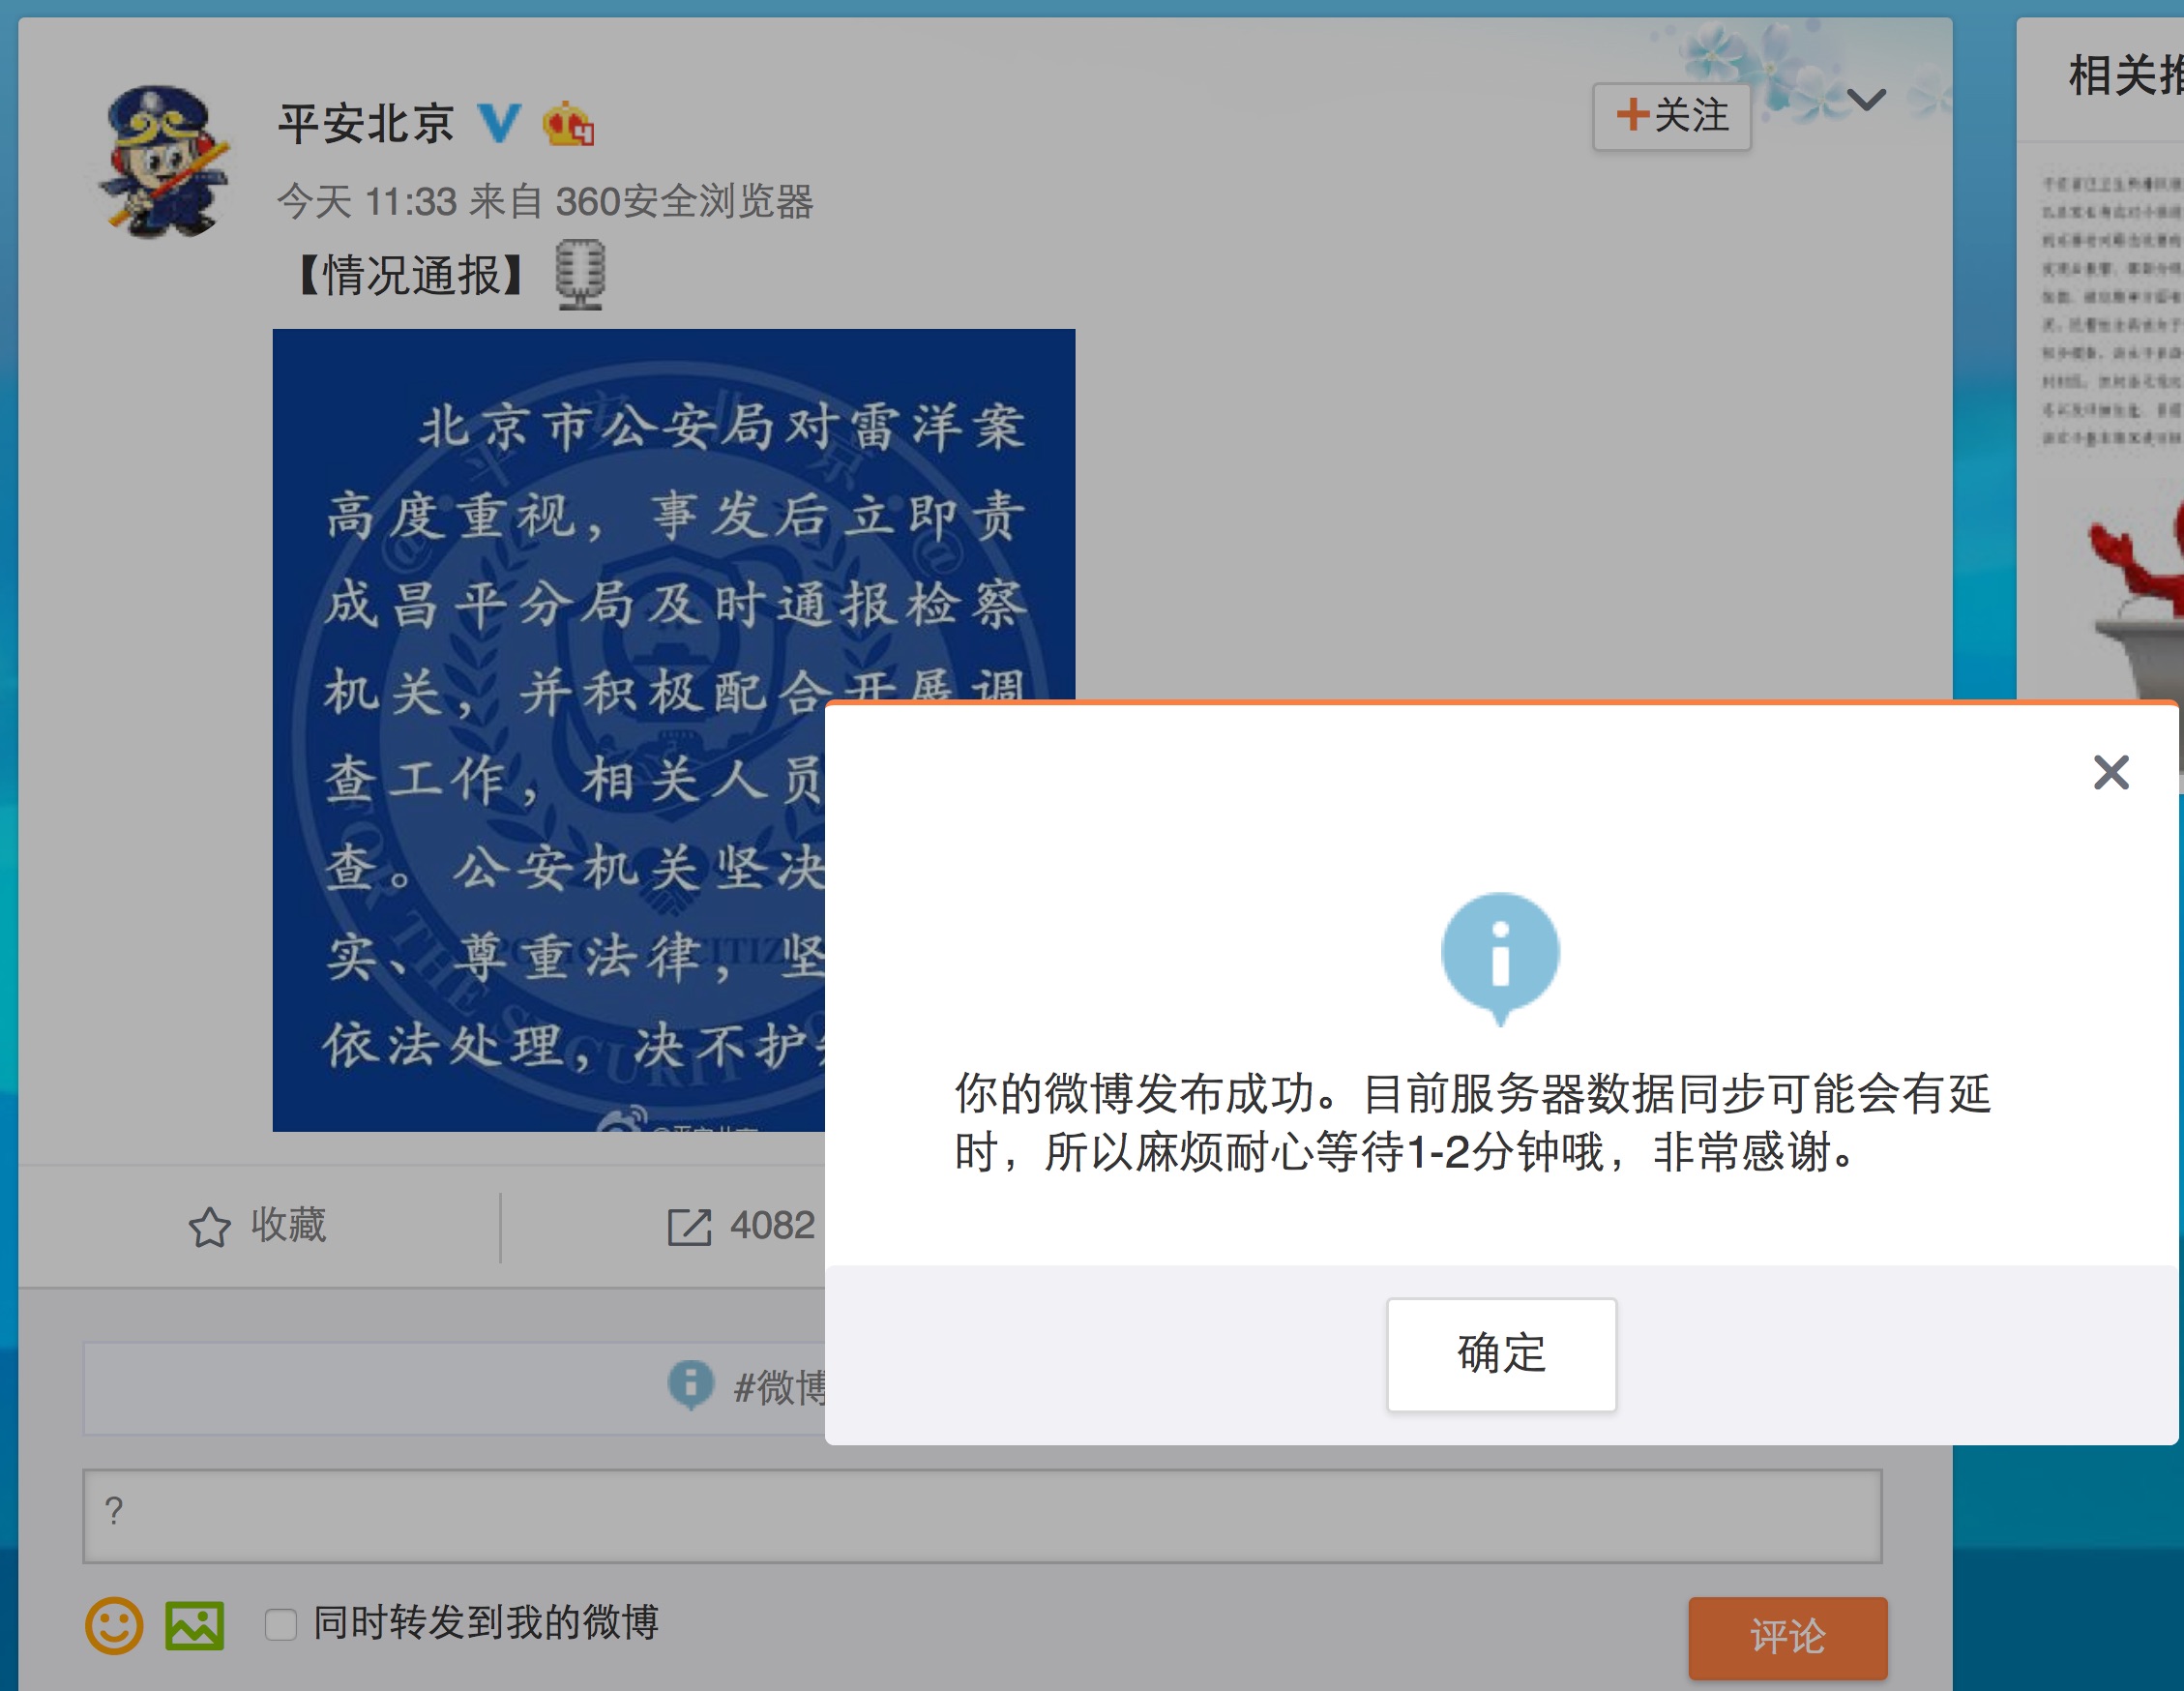 平安北京
今天 11:33 来自 360安全浏览器
【情况通报】
+关注
北京市公安局对雷洋案
高度重视，事发后立即责
成昌平分局及时通报检察
机关，并积极配合开展调
查工作，相关人员
查。公安机关坚决
实、尊重法律，坚
依法处理，决不护
收藏
4082
#微博
?
同时转发到我的微博
评论
相关推
你的微博发布成功。目前服务器数据同步可能会有延
时，所以麻烦耐心等待1-2分钟哦，非常感谢。
确定